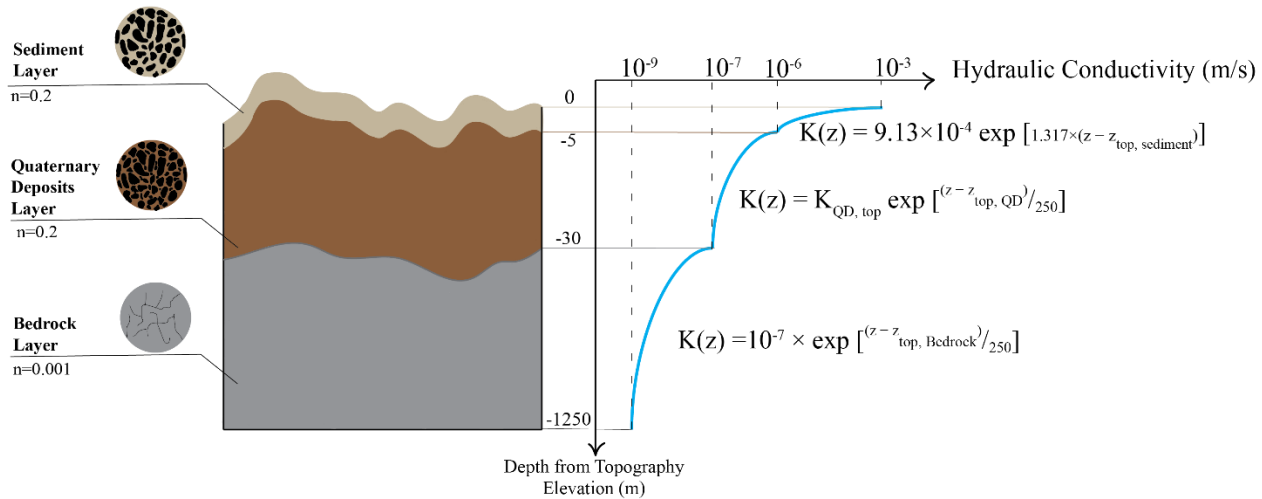 Sediment
Layer
n=0.2
Quaternary
Deposits
Layer
n=0.2
Bedrock
Layer
n=0.001
10⁻⁹ 10⁻⁷ 10⁻⁶ 10⁻³ Hydraulic Conductivity (m/s)
0
-5
-30
-1250
K(z) = 9.13×10⁻⁴ exp [1.317×(z − z_top, sediment)]
K(z) = K_QD, top exp [(z − z_top, QD)/250]
K(z) =10⁻⁷ × exp [(z − z_top, Bedrock)/250]
Depth from Topography
Elevation (m)